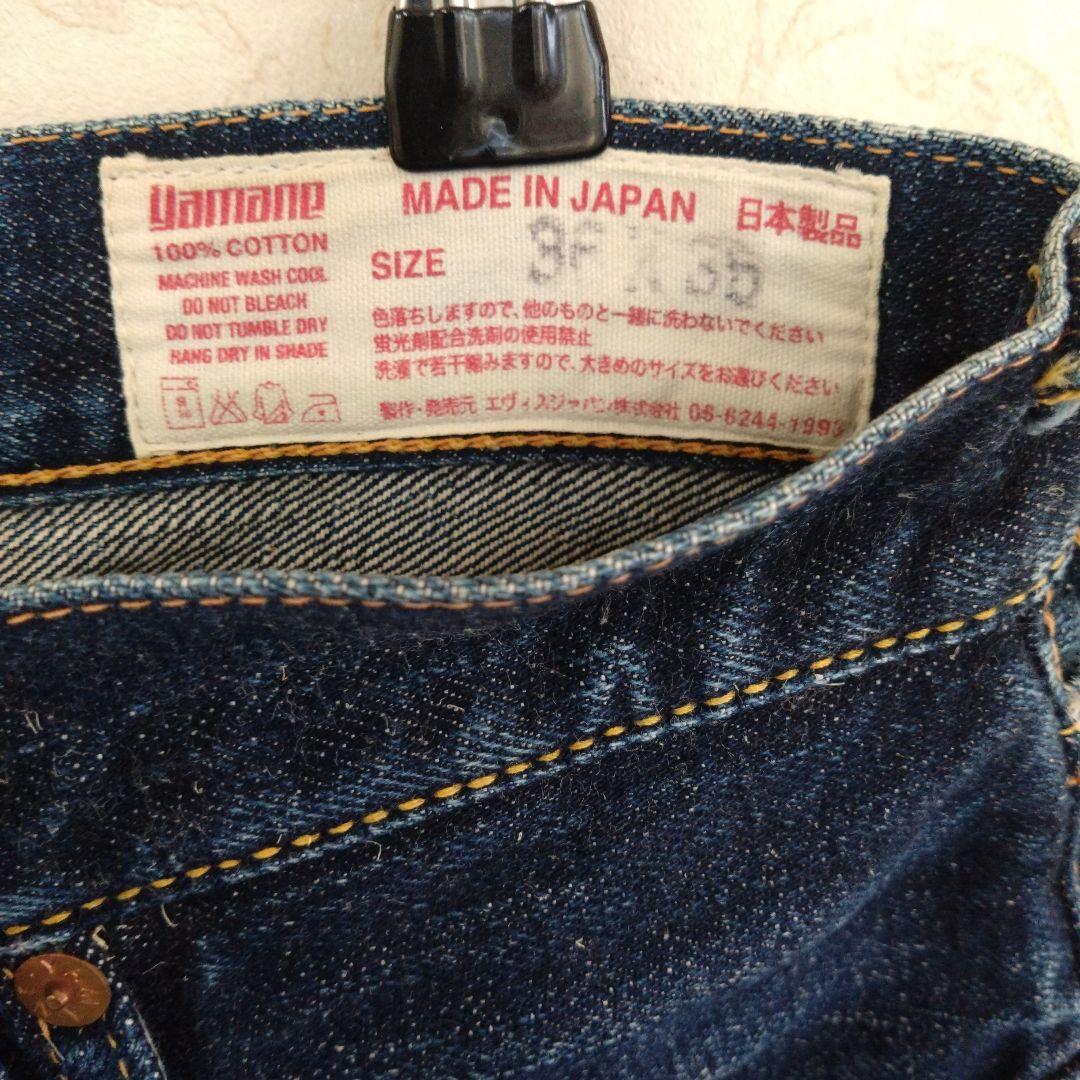 yamane
100% COTTON
MACHINE WASH COOL
DO NOT BLEACH
DO NOT TUMBLE DRY
HANG DRY IN SHADE
MADE IN JAPAN 日本製品
SIZE
色落ちしますので、他のものと一緒に洗わないでください
蛍光剤配合洗剤の使用禁止
洗濯で若干縮みますので、大きめのサイズをお選びください
製作・発売元 エヴィスジャパン株式会社 06-6244-1993